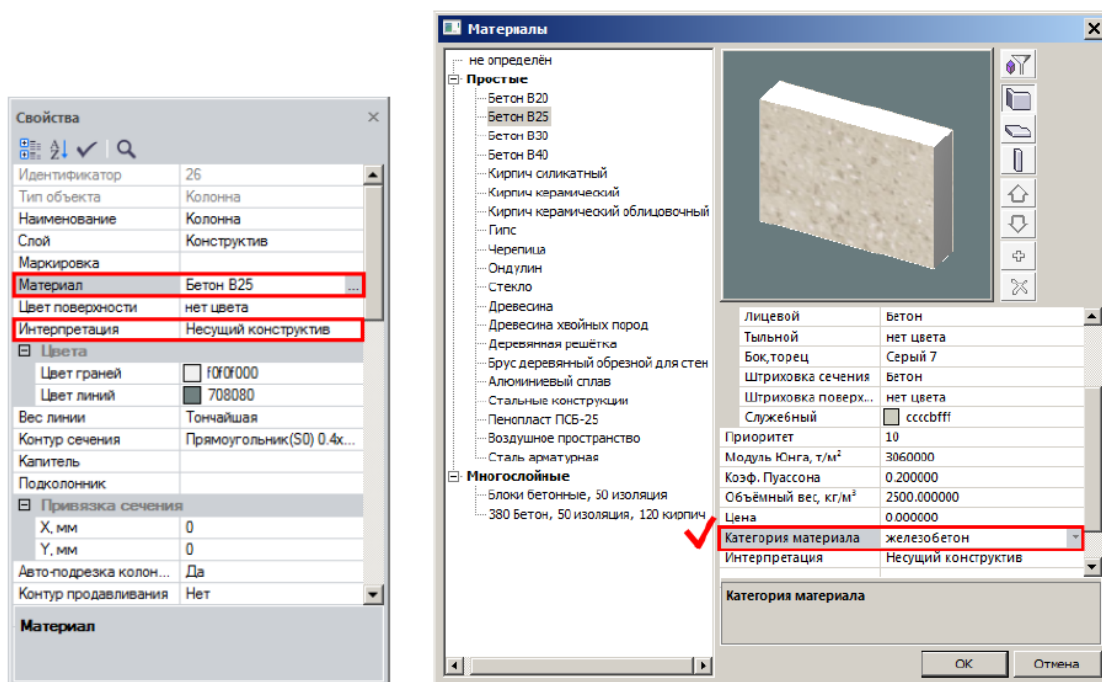 Свойства
Идентификатор 26
Тип объекта Колонна
Наименование Колонна
Слой Конструктив
Маркировка
Материал Бетон B25 ...
Цвет поверхности нет цвета
Интерпретация Несущий конструктив
Цвета
Цвет граней f0f0f000
Цвет линий 708080
Вес линии Тончайшая
Контур сечения Прямоугольник(S0) 0.4x...
Капитель
Подколонник
Привязка сечения
X, мм 0
Y, мм 0
Авто-подрезка колон... Да
Контур продавливания Нет
Материал
Материалы
не определён
Простые
Бетон B20
Бетон B25
Бетон B30
Бетон B40
Кирпич силикатный
Кирпич керамический
Кирпич керамический облицовочный
Гипс
Черепица
Ондулин
Стекло
Древесина
Древесина хвойных пород
Деревянная решётка
Брус деревянный обрезной для стен
Алюминиевый сплав
Стальные конструкции
Пенопласт ПСБ-25
Воздушное пространство
Сталь арматурная
Многослойные
Блоки бетонные, 50 изоляция
380 Бетон, 50 изоляция, 120 кирпич
Лицевой Бетон
Тыльной нет цвета
Бок,торец Серый 7
Штриховка сечения Бетон
Штриховка поверх... нет цвета
Служебный ccccbfff
Приоритет 10
Модуль Юнга, т/м² 3060000
Коэф. Пуассона 0.200000
Объёмный вес, кг/м³ 2500.000000
Цена 0.000000
Категория материала железобетон
Интерпретация Несущий конструктив
Категория материала
OK Отмена